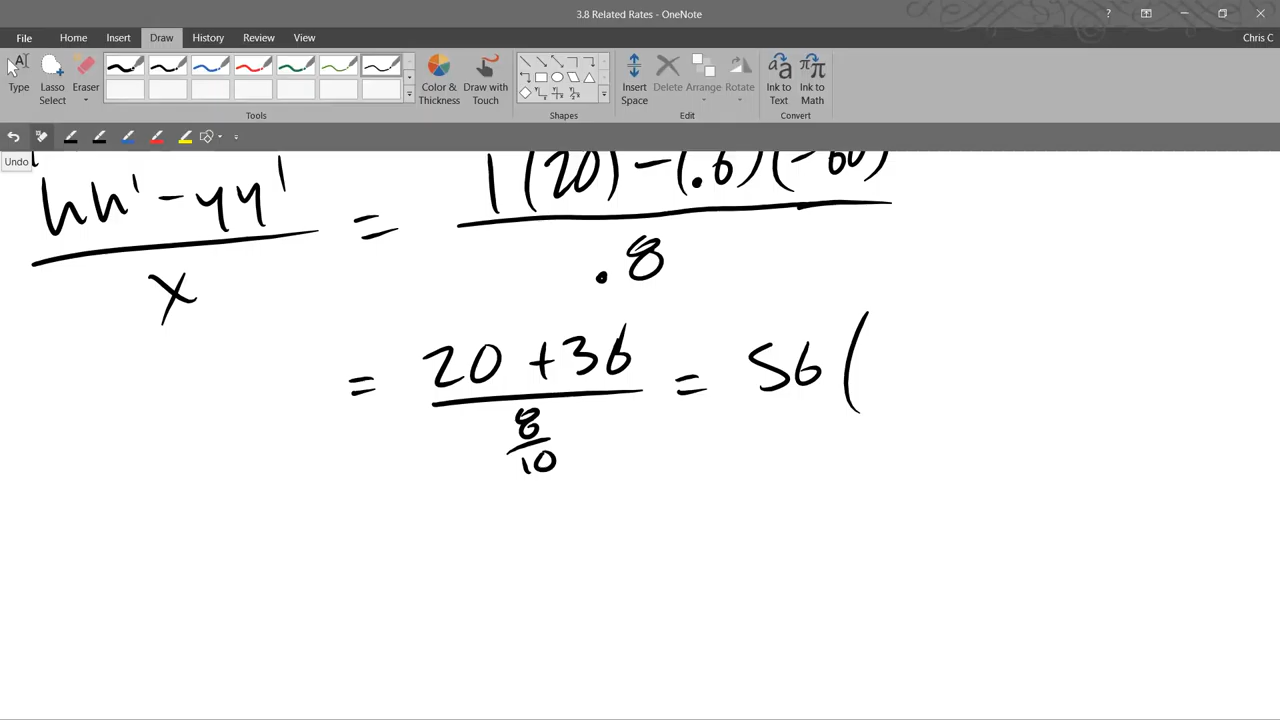 3.8 Related Rates - OneNote
?
File Home Insert Draw History Review View
Chris C
Type Lasso Select Eraser Color & Thickness Draw with Touch Insert Space Delete Arrange Rotate Ink to Text Ink to Math
Tools Shapes Edit Convert
Undo
hh' - yy' / x = 1(20) - (.6)(-60) / .8
= 20 + 36 / 8/10 = 56 (